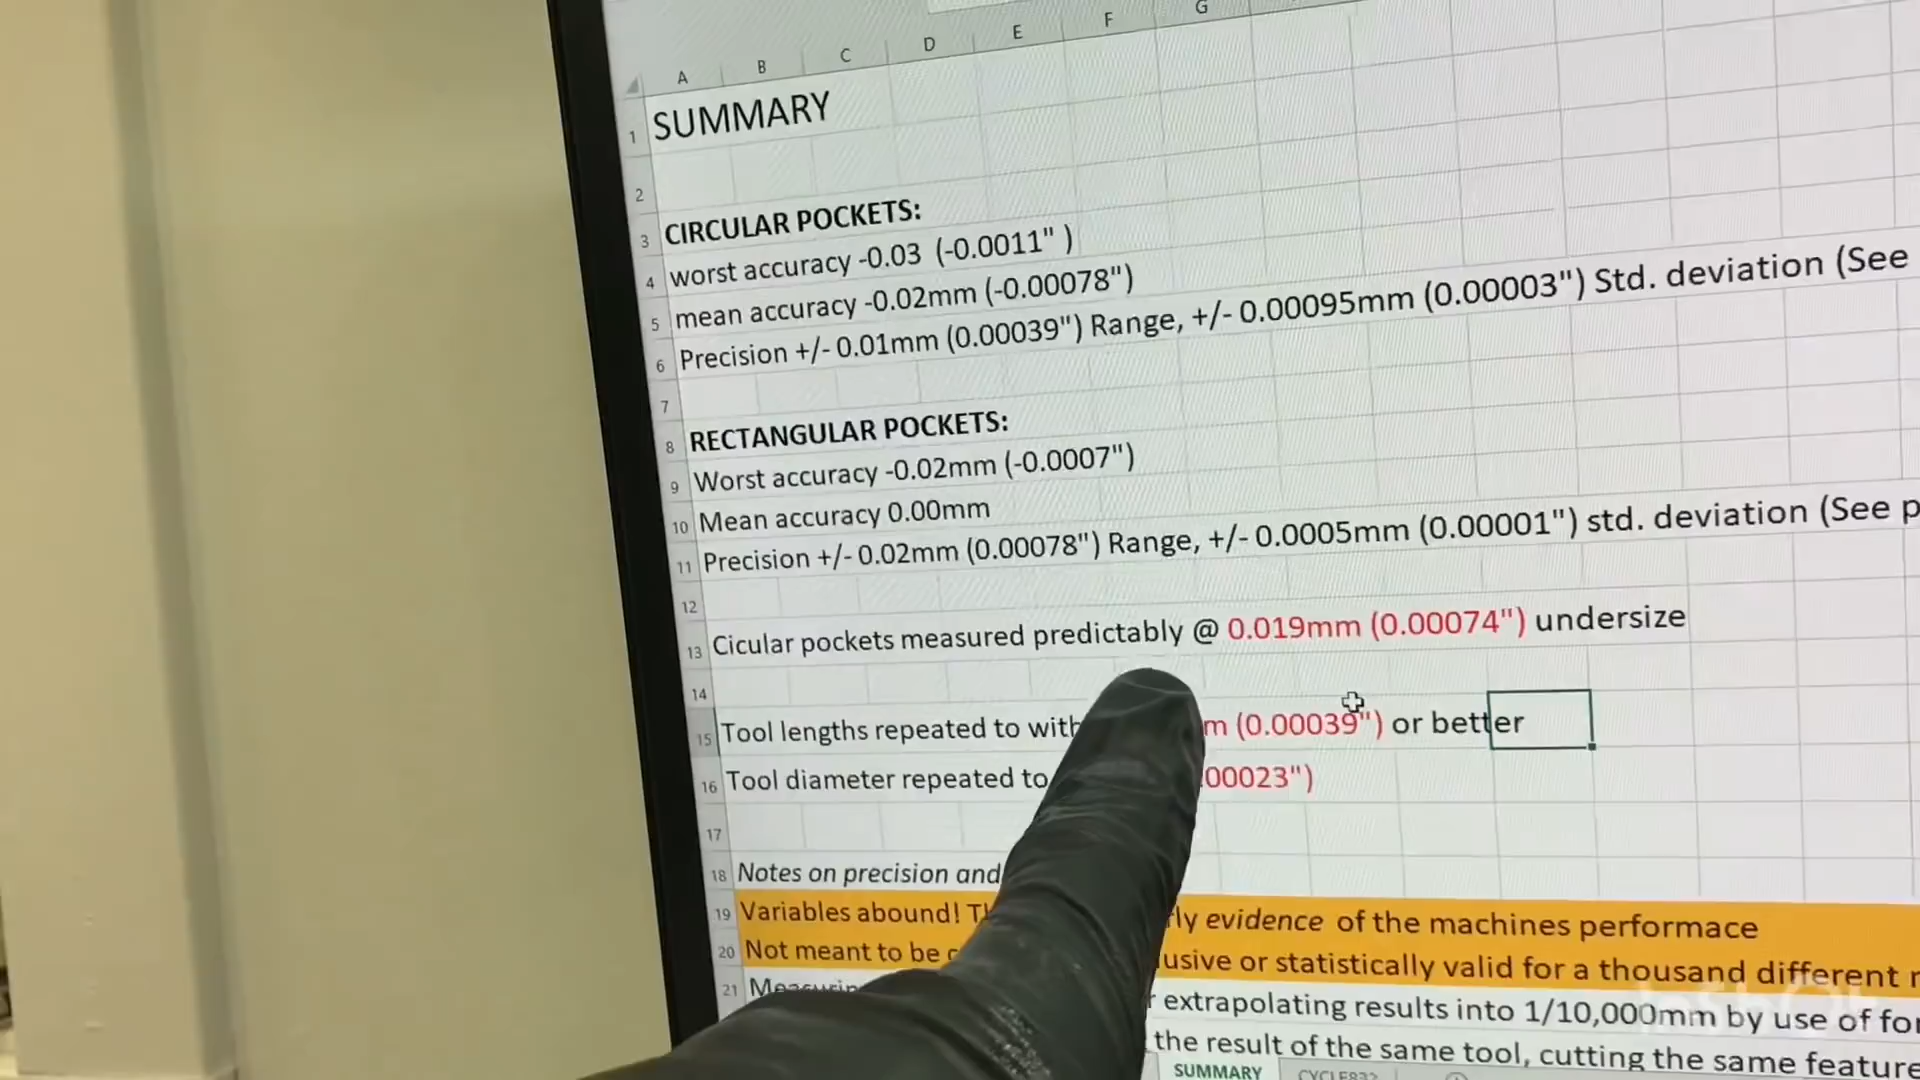 A B C D E F G
1 SUMMARY
2
3 CIRCULAR POCKETS:
4 worst accuracy -0.03 (-0.0011" )
5 mean accuracy -0.02mm (-0.00078")
6 Precision +/- 0.01mm (0.00039") Range, +/- 0.00095mm (0.00003") Std. deviation (See
7
8 RECTANGULAR POCKETS:
9 Worst accuracy -0.02mm (-0.0007")
10 Mean accuracy 0.00mm
11 Precision +/- 0.02mm (0.00078") Range, +/- 0.0005mm (0.00001") std. deviation (See p
12
13 Cicular pockets measured predictably @ 0.019mm (0.00074") undersize
14
15 Tool lengths repeated to with m (0.00039") or better
16 Tool diameter repeated to 00023")
17
18 Notes on precision and
19 Variables abound! evidence of the machines performace
20 Not meant to be lusive or statistically valid for a thousand different
21 extrapolating results into 1/10,000mm by use of
the result of the same tool, cutting the same feature
SUMMARY